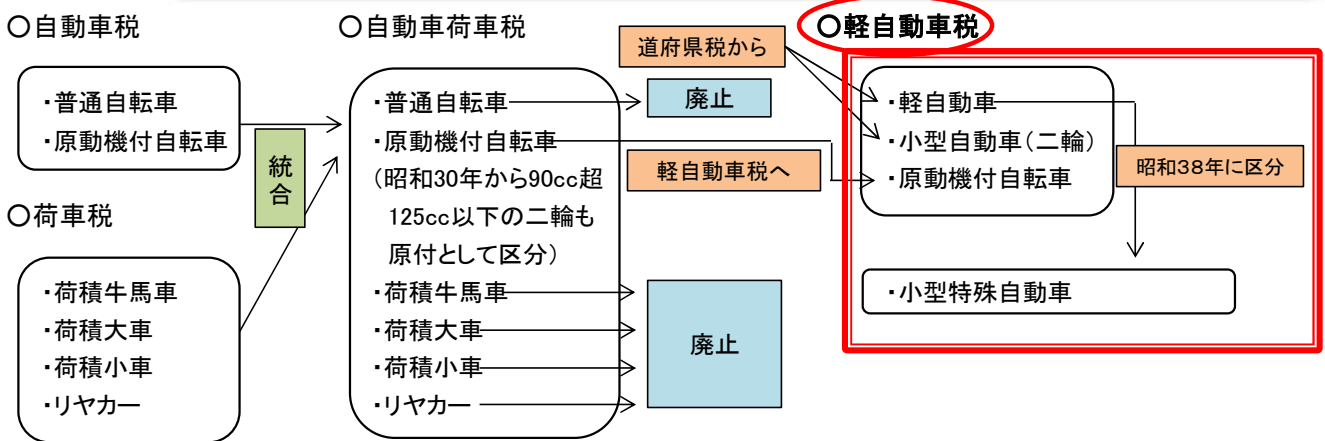 〇自動車税
・普通自転車
・原動機付自転車
〇荷車税
・荷積牛馬車
・荷積大車
・荷積小車
・リヤカー
統
合
〇自動車荷車税
・普通自転車
・原動機付自転車
（昭和30年から90cc超
125cc以下の二輪も
原付として区分）
・荷積牛馬車
・荷積大車
・荷積小車
・リヤカー
道府県税から
廃止
軽自動車税へ
廃止
〇軽自動車税
・軽自動車
・小型自動車（二輪）
・原動機付自転車
昭和38年に区分
・小型特殊自動車